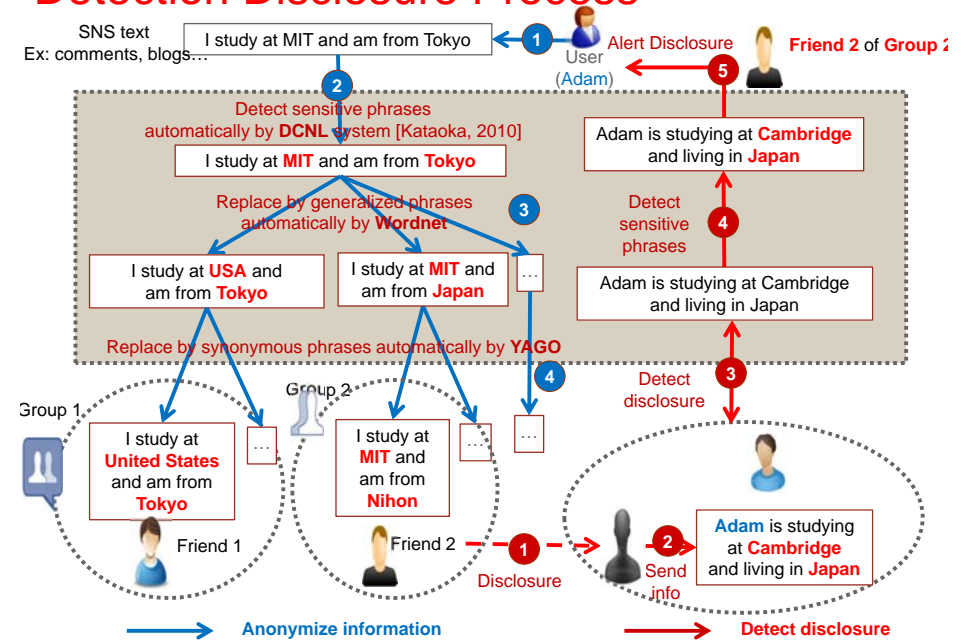 Detection Disclosure Process
SNS text
Ex: comments, blogs…
I study at MIT and am from Tokyo
1
User
(Adam)
Alert Disclosure
5
Friend 2 of Group 2
2
Detect sensitive phrases
automatically by DCNL system [Kataoka, 2010]
I study at MIT and am from Tokyo
Adam is studying at Cambridge
and living in Japan
Replace by generalized phrases
automatically by Wordnet
3
Detect
sensitive
phrases
4
I study at USA and
am from Tokyo
I study at MIT and
am from Japan
…
Adam is studying at Cambridge
and living in Japan
Replace by synonymous phrases automatically by YAGO
4
Detect
disclosure
3
Group 1
Group 2
I study at
United States
and am from
Tokyo
…
I study at
MIT and
am from
Nihon
…
…
Friend 1
Friend 2
1
Disclosure
2
Send
info
Adam is studying
at Cambridge
and living in Japan
Anonymize information
Detect disclosure